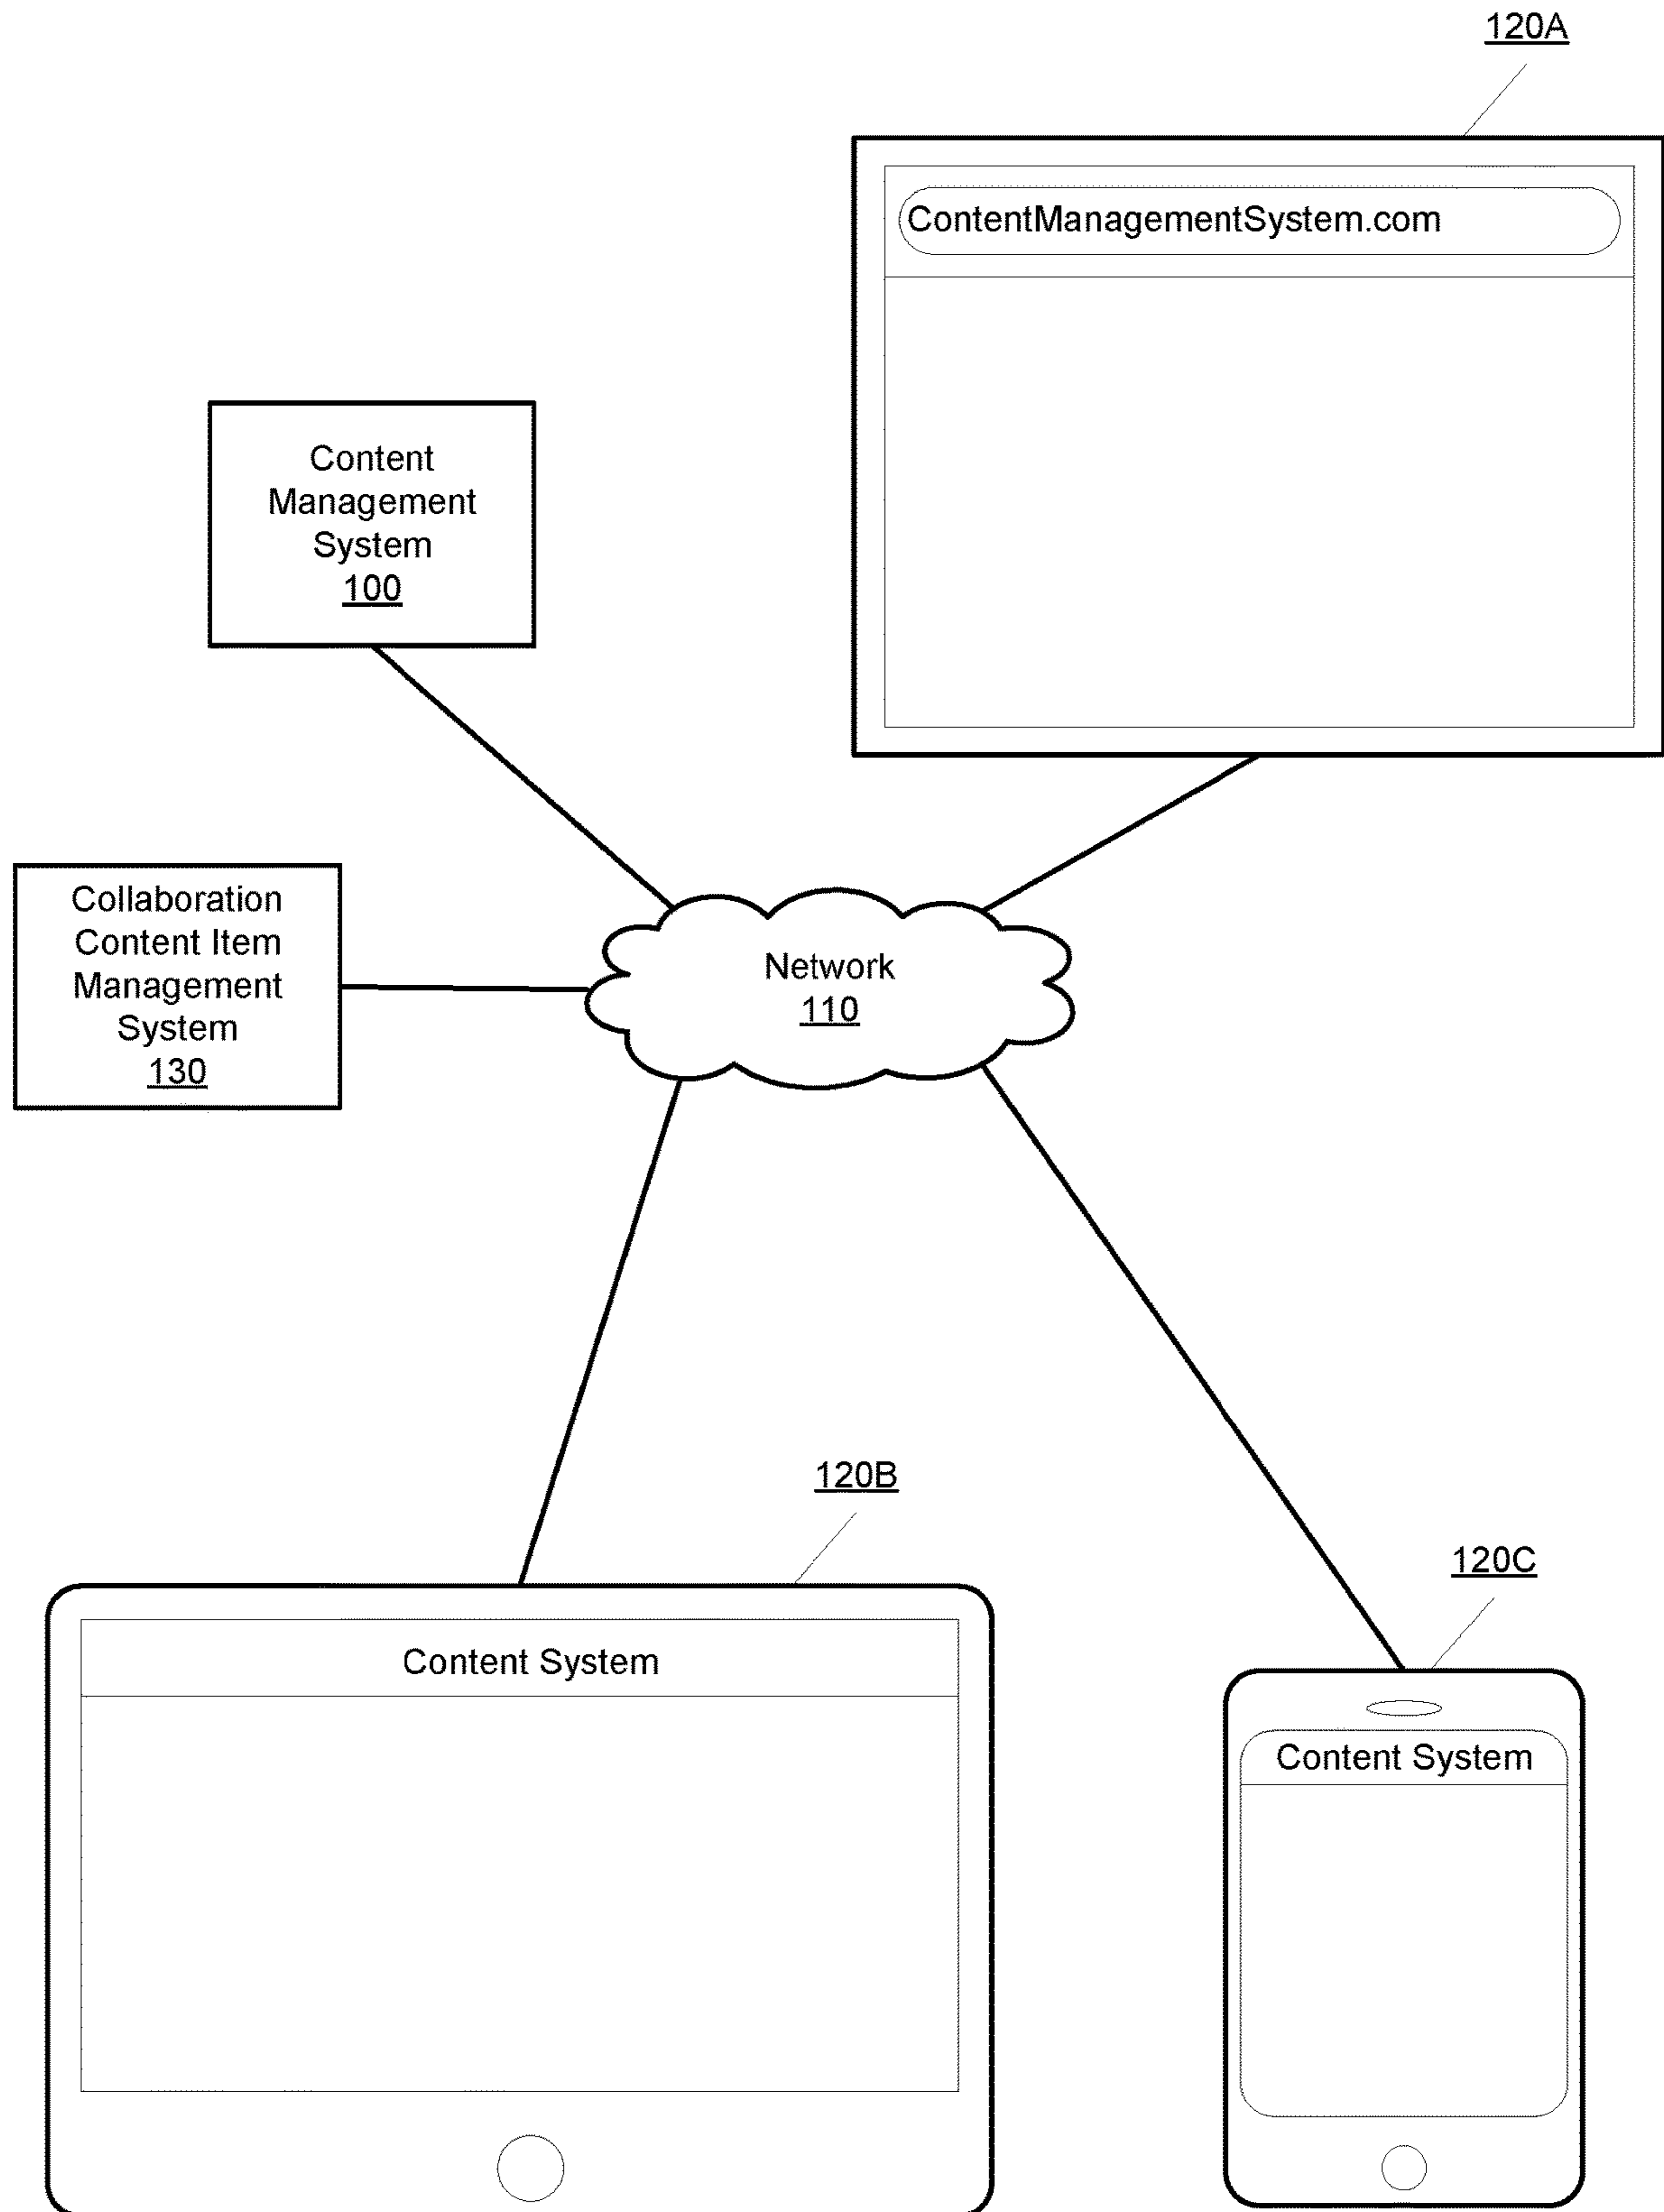 120A
ContentManagementSystem.com
Content
Management
System
100
Collaboration
Content Item
Management
System
130
Network
110
120B
Content System
120C
Content System